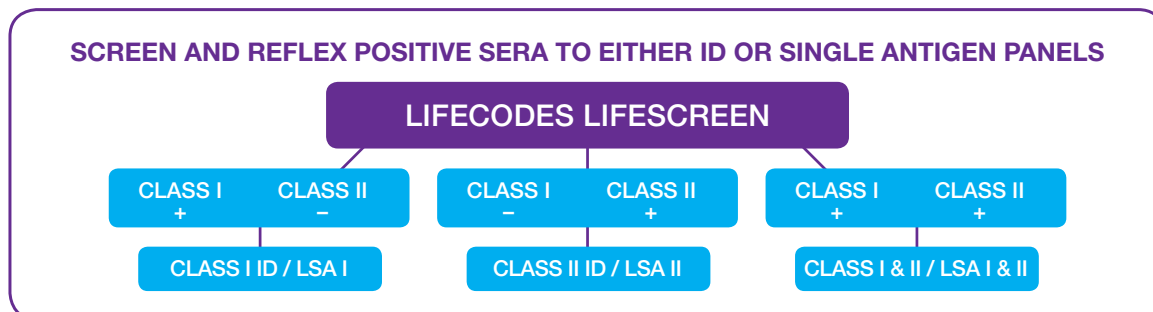 SCREEN AND REFLEX POSITIVE SERA TO EITHER ID OR SINGLE ANTIGEN PANELS
LIFECODES LIFESCREEN
CLASS I CLASS II
+ –
CLASS I CLASS II
– +
CLASS I CLASS II
+ +
CLASS I ID / LSA I
CLASS II ID / LSA II
CLASS I & II / LSA I & II